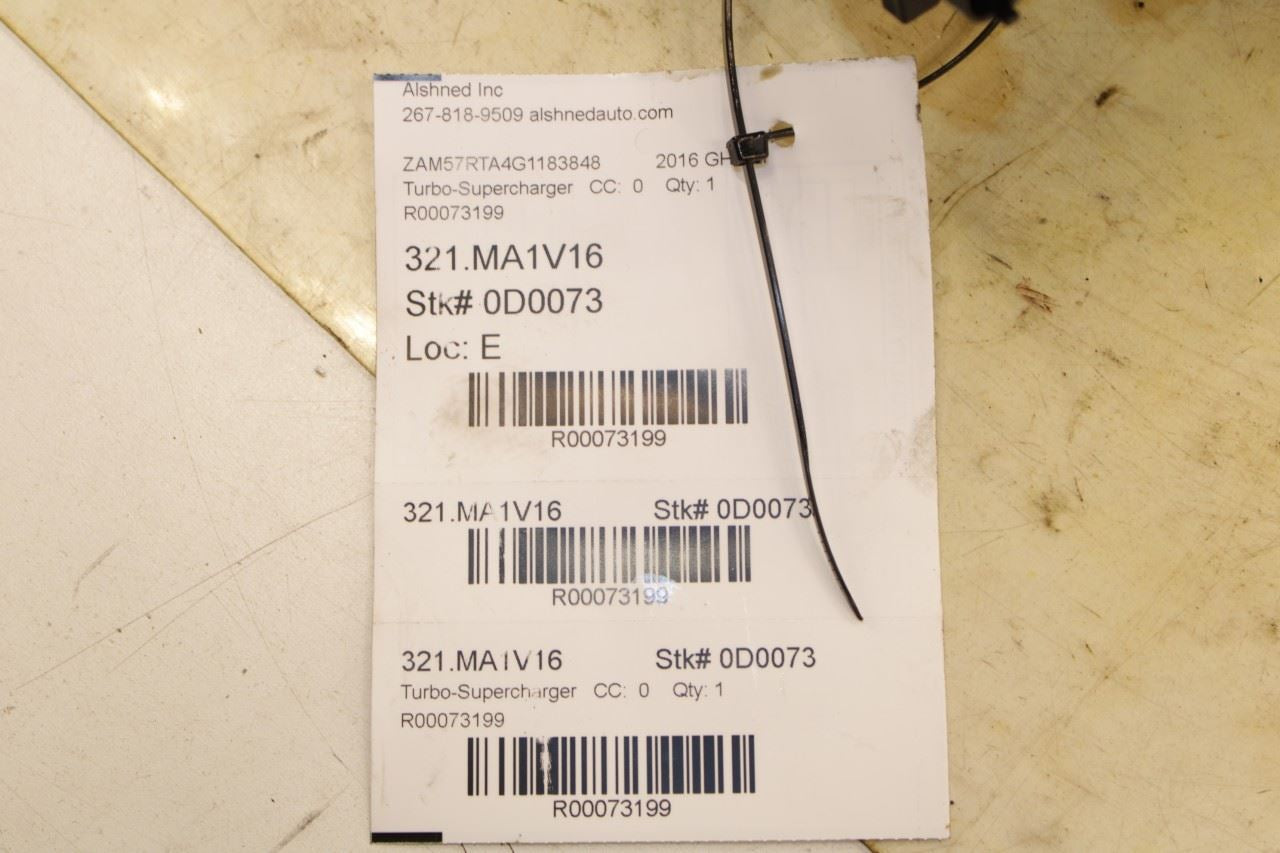 Alshned Inc
267-818-9509 alshnedauto.com
ZAM57RTA4G1183848 2016 GH
Turbo-Supercharger CC: 0 Qty: 1
R00073199
321.MA1V16
Stk# 0D0073
Loc: E
R00073199
321.MA1V16 Stk# 0D0073
R00073199
321.MA1V16 Stk# 0D0073
Turbo-Supercharger CC: 0 Qty: 1
R00073199
R00073199